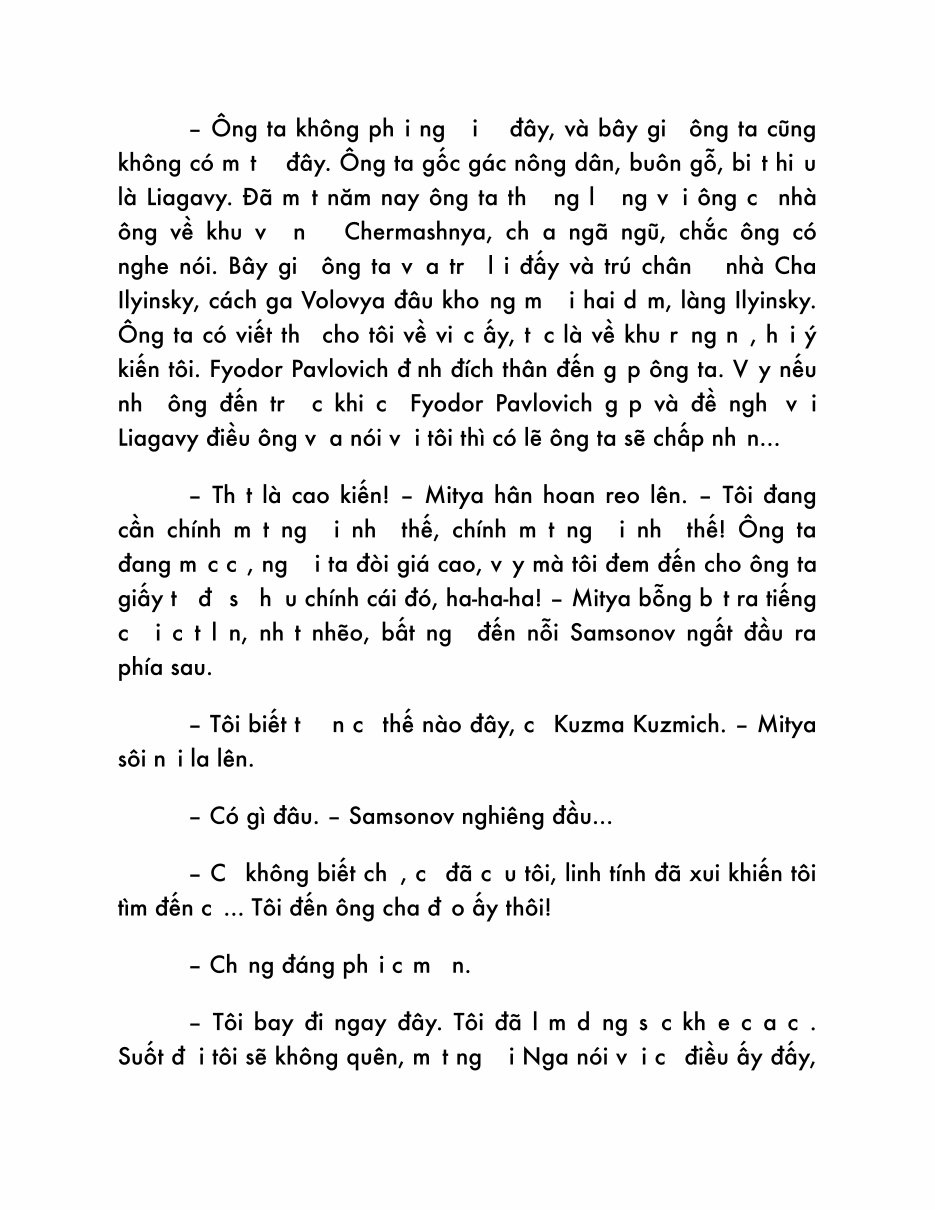 – Ông ta không ph i ng  i  đây, và bây gi  ông ta cũng
không có m t  đây. Ông ta gốc gác nông dân, buôn gỗ, bi t hi u
là Liagavy. Đã m t năm nay ông ta th  ng l  ng v i ông c  nhà
ông về khu v  n  Chermashnya, ch a ngã ngũ, chắc ông có
nghe nói. Bây gi  ông ta v a tr  l i đấy và trú chân  nhà Cha
Ilyinsky, cách ga Volovya đâu kho ng m  i hai d m, làng Ilyinsky.
Ông ta có viết th  cho tôi về vi c ấy, t c là về khu r ng n , h i ý
kiến tôi. Fyodor Pavlovich đ nh đích thân đến g p ông ta. V y nếu
nh  ông đến tr  c khi c  Fyodor Pavlovich g p và đề ngh  v i
Liagavy điều ông v a nói v i tôi thì có lẽ ông ta sẽ chấp nh n...
– Th t là cao kiến! – Mitya hân hoan reo lên. – Tôi đang
cần chính m t ng  i nh  thế, chính m t ng  i nh  thế! Ông ta
đang m c c , ng  i ta đòi giá cao, v y mà tôi đem đến cho ông ta
giấy t  đ  s  h u chính cái đó, ha-ha-ha! – Mitya bỗng b t ra tiếng
c  i c t l n, nh t nhẽo, bất ng  đến nỗi Samsonov ngất đầu ra
phía sau.
– Tôi biết t  n c  thế nào đây, c  Kuzma Kuzmich. – Mitya
sôi n i la lên.
– Có gì đâu. – Samsonov nghiêng đầu...
– C  không biết ch , c  đã c u tôi, linh tính đã xui khiến tôi
tìm đến c ... Tôi đến ông cha đ o ấy thôi!
– Ch ng đáng ph i c m  n.
– Tôi bay đi ngay đây. Tôi đã l m d ng s c kh e c a c .
Suốt đ i tôi sẽ không quên, m t ng  i Nga nói v i c  điều ấy đấy,